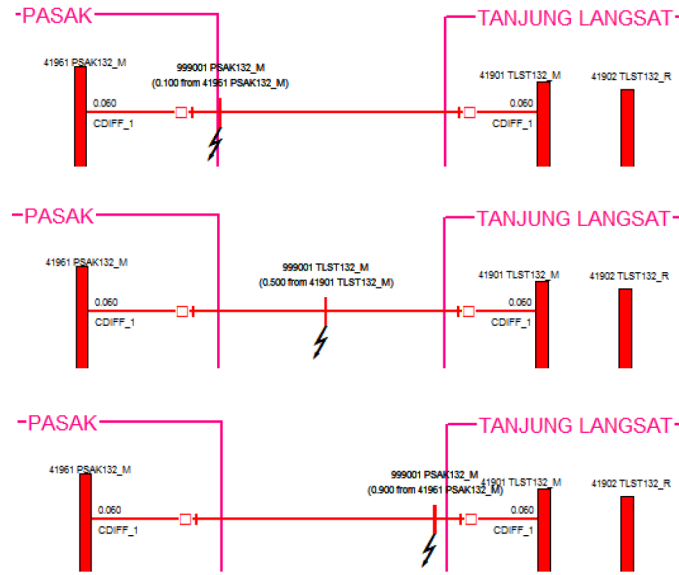 PASAK
TANJUNG LANGSAT
41961 PSAK132_M
999001 PSAK132_M
(0.100 from 41961 PSAK132_M)
41901 TLST132_M
41902 TLST132_R
0.060
CDIFF_1
0.060
CDIFF_1
PASAK
TANJUNG LANGSAT
41961 PSAK132_M
999001 TLST132_M
(0.500 from 41901 TLST132_M)
41901 TLST132_M
41902 TLST132_R
0.060
CDIFF_1
0.060
CDIFF_1
PASAK
TANJUNG LANGSAT
41961 PSAK132_M
999001 PSAK132_M
(0.900 from 41961 PSAK132_M)
41901 TLST132_M
41902 TLST132_R
0.060
CDIFF_1
0.060
CDIFF_1